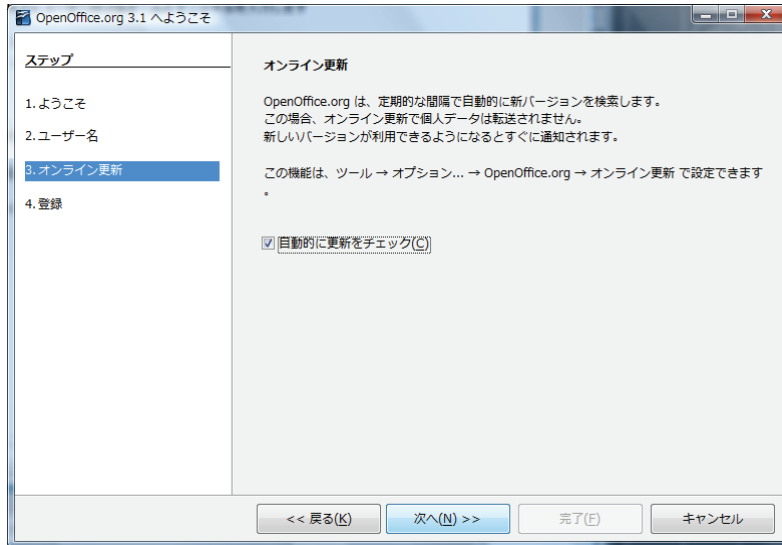 OpenOffice.org 3.1 へようこそ
ステップ
1. ようこそ
2. ユーザー名
3. オンライン更新
4. 登録
オンライン更新
OpenOffice.org は、定期的な間隔で自動的に新バージョンを検索します。
この場合、オンライン更新で個人データは転送されません。
新しいバージョンが利用できるようになるとすぐに通知されます。
この機能は、ツール → オプション... → OpenOffice.org → オンライン更新 で設定できます
。
自動的に更新をチェック(C)
<< 戻る(K)
次へ(N) >>
完了(F)
キャンセル